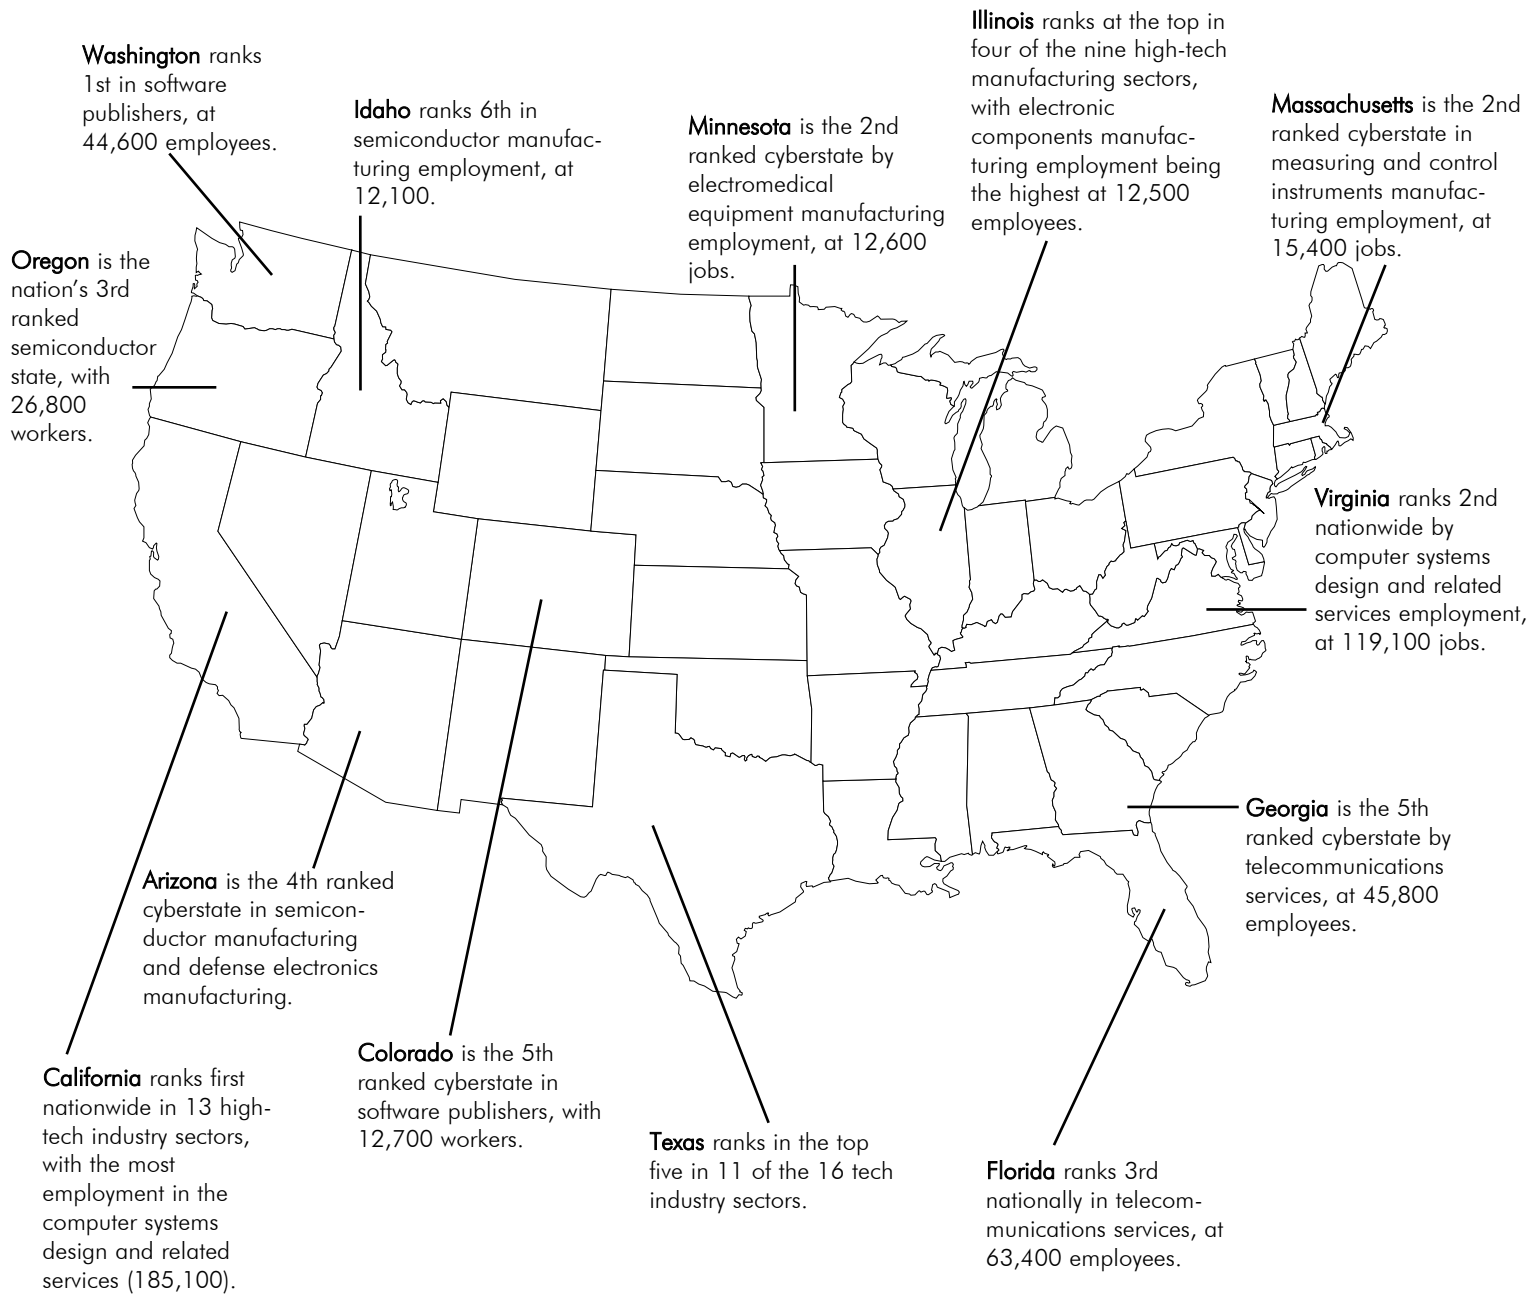 Washington ranks
1st in software
publishers, at
44,600 employees.
Idaho ranks 6th in
semiconductor manufac-
turing employment, at
12,100.
Minnesota is the 2nd
ranked cyberstate by
electromedical
equipment manufacturing
employment, at 12,600
jobs.
Illinois ranks at the top in
four of the nine high-tech
manufacturing sectors,
with electronic
components manufac-
turing employment being
the highest at 12,500
employees.
Massachusetts is the 2nd
ranked cyberstate in
measuring and control
instruments manufac-
turing employment, at
15,400 jobs.
Oregon is the
nation's 3rd
ranked
semiconductor
state, with
26,800
workers.
Virginia ranks 2nd
nationwide by
computer systems
design and related
services employment,
at 119,100 jobs.
Georgia is the 5th
ranked cyberstate by
telecommunications
services, at 45,800
employees.
Arizona is the 4th ranked
cyberstate in semicon-
ductor manufacturing
and defense electronics
manufacturing.
California ranks first
nationwide in 13 high-
tech industry sectors,
with the most
employment in the
computer systems
design and related
services (185,100).
Colorado is the 5th
ranked cyberstate in
software publishers, with
12,700 workers.
Texas ranks in the top
five in 11 of the 16 tech
industry sectors.
Florida ranks 3rd
nationally in telecom-
munications services, at
63,400 employees.